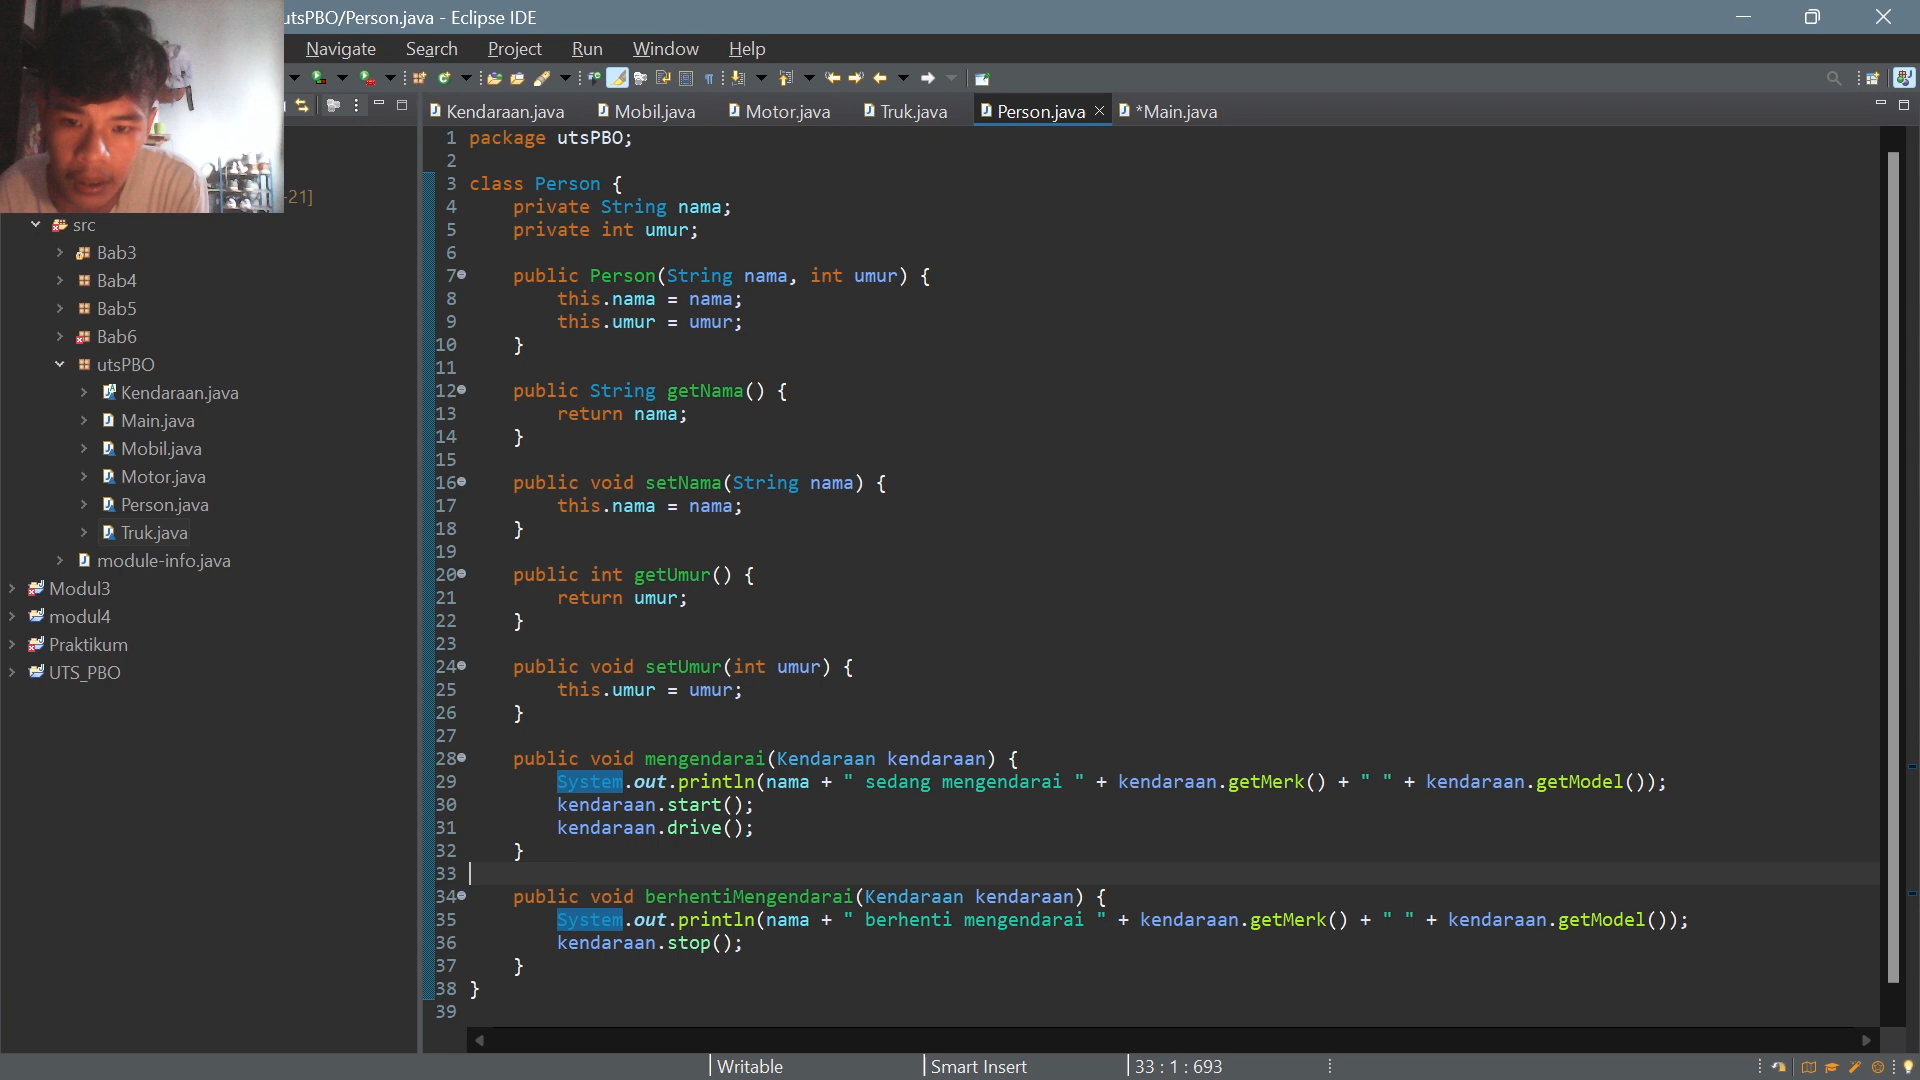 utsPBO/Person.java - Eclipse IDE
Navigate Search Project Run Window Help
Kendaraan.java Mobil.java Motor.java Truk.java Person.java *Main.java
-21]
src
Bab3
Bab4
Bab5
Bab6
utsPBO
Kendaraan.java
Main.java
Mobil.java
Motor.java
Person.java
Truk.java
module-info.java
Modul3
modul4
Praktikum
UTS_PBO
1 package utsPBO;
2
3 class Person {
4 private String nama;
5 private int umur;
6
7 public Person(String nama, int umur) {
8 this.nama = nama;
9 this.umur = umur;
10 }
11
12 public String getNama() {
13 return nama;
14 }
15
16 public void setNama(String nama) {
17 this.nama = nama;
18 }
19
20 public int getUmur() {
21 return umur;
22 }
23
24 public void setUmur(int umur) {
25 this.umur = umur;
26 }
27
28 public void mengendarai(Kendaraan kendaraan) {
29 System.out.println(nama + " sedang mengendarai " + kendaraan.getMerk() + " " + kendaraan.getModel());
30 kendaraan.start();
31 kendaraan.drive();
32 }
33
34 public void berhentiMengendarai(Kendaraan kendaraan) {
35 System.out.println(nama + " berhenti mengendarai " + kendaraan.getMerk() + " " + kendaraan.getModel());
36 kendaraan.stop();
37 }
38 }
39
Writable Smart Insert 33 : 1 : 693